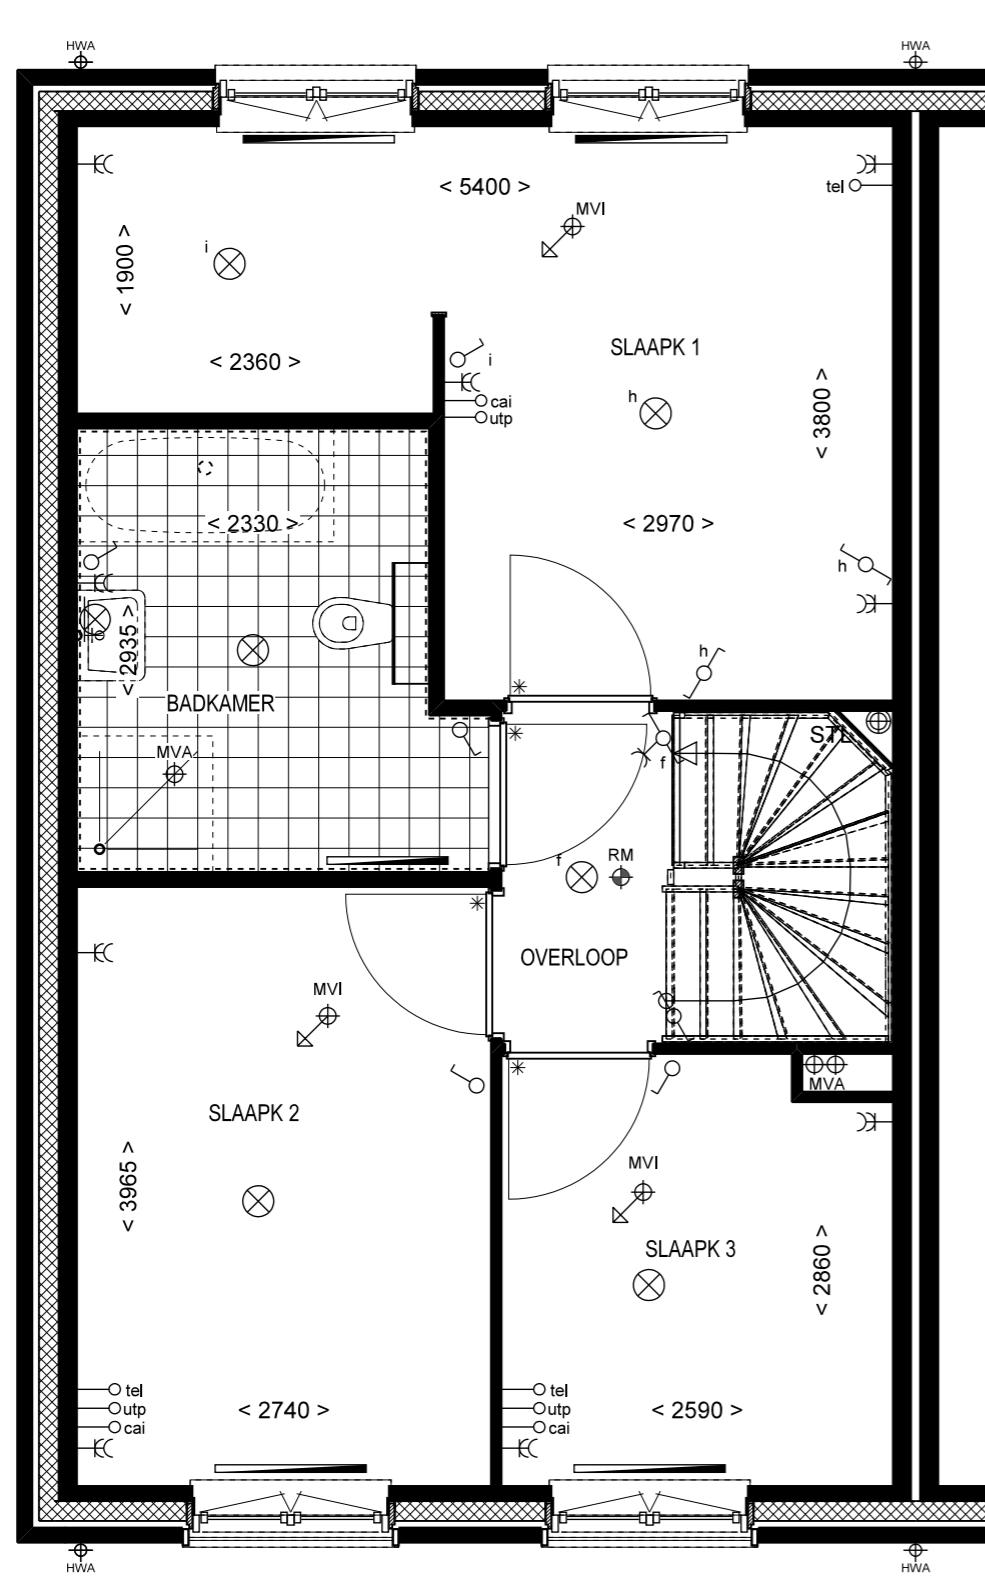 HWA
HWA
< 5400 >
tel
MVI
i
< 1900 >
SLAAPK 1
< 2360 >
i
h
cai
utp
< 3800 >
< 2330 >
< 2970 >
h
< 2935 >
h
BADKAMER
STL
MVA
f
f
RM
OVERLOOP
MVI
MVA
SLAAPK 2
MVI
< 3965 >
SLAAPK 3
< 2860 >
tel
utp
cai
< 2740 >
tel
utp
cai
< 2590 >
HWA
HWA